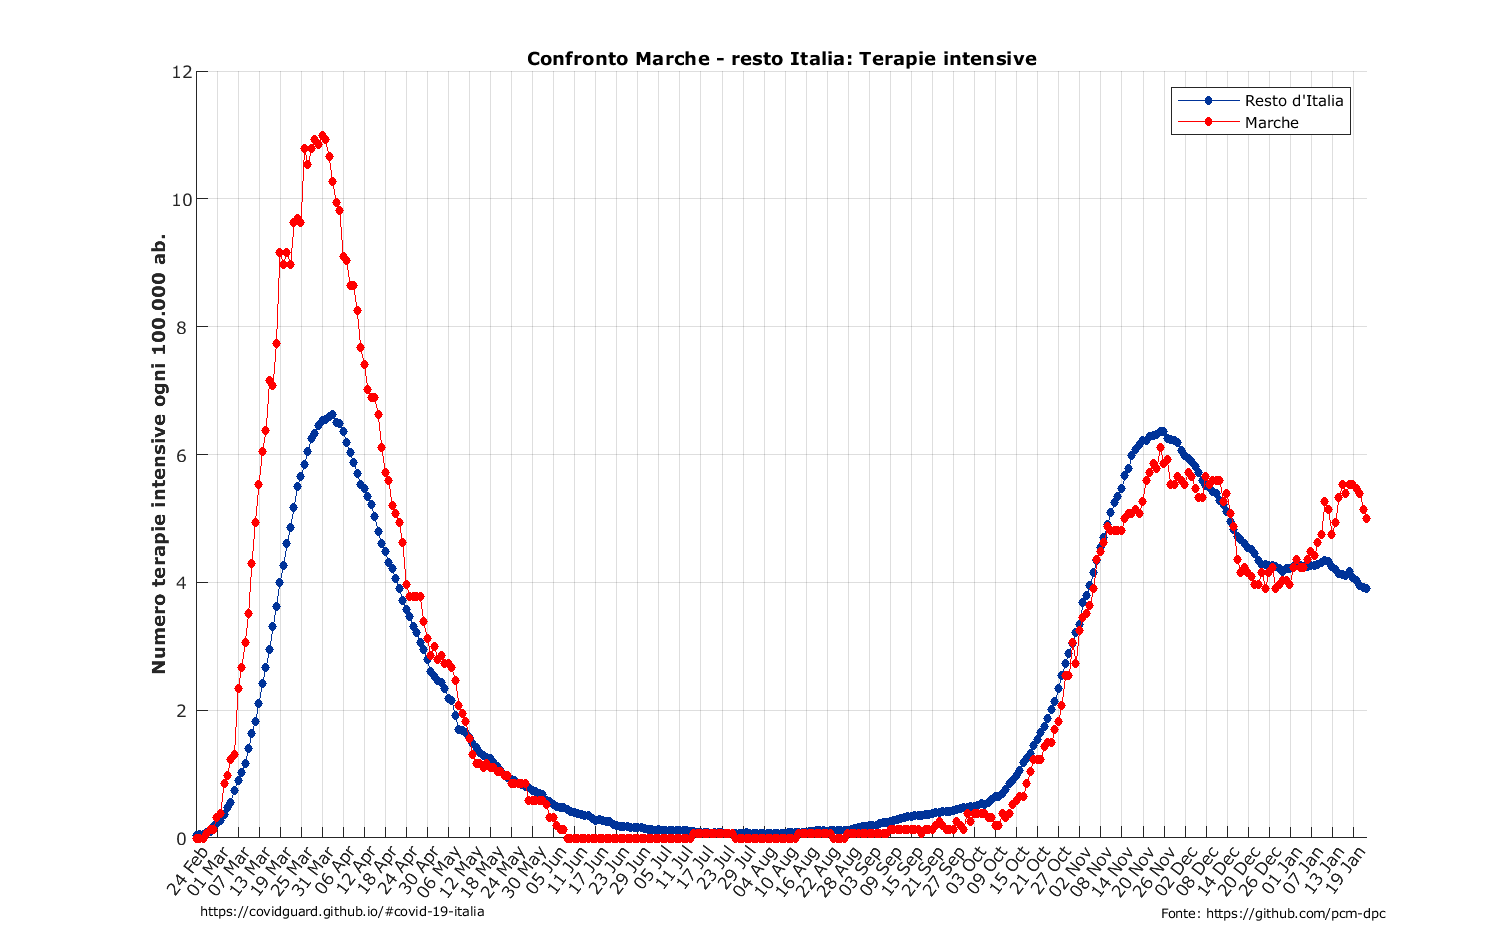 Confronto Marche - resto Italia: Terapie intensive
Resto d'Italia
Marche
Numero terapie intensive ogni 100.000 ab.
12
10
8
6
4
2
0
24 Feb
01 Mar
07 Mar
13 Mar
19 Mar
25 Mar
31 Mar
06 Apr
12 Apr
18 Apr
24 Apr
30 Apr
06 May
12 May
18 May
24 May
30 May
05 Jun
11 Jun
17 Jun
23 Jun
29 Jun
05 Jul
11 Jul
17 Jul
23 Jul
29 Jul
04 Aug
10 Aug
16 Aug
22 Aug
28 Aug
03 Sep
09 Sep
15 Sep
21 Sep
27 Sep
03 Oct
09 Oct
15 Oct
21 Oct
27 Oct
02 Nov
08 Nov
14 Nov
20 Nov
26 Nov
02 Dec
08 Dec
14 Dec
20 Dec
26 Dec
01 Jan
07 Jan
13 Jan
19 Jan
https://covidguard.github.io/#covid-19-italia
Fonte: https://github.com/pcm-dpc